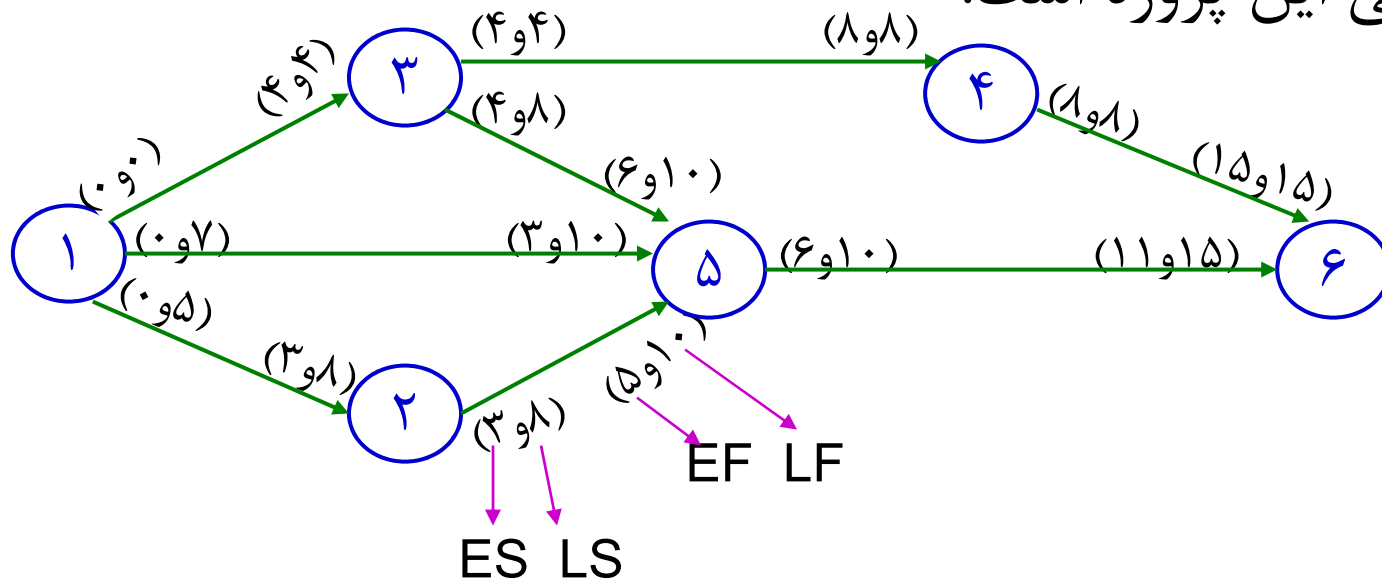 این پروژه است.
(۴و۴) (۸و۸)
۳
(۴و۴)
۴
(۴و۸)
(۸و۸)
(۰و۰)
(۶و۱۰)
(۱۵و۱۵)
۱
(۰و۷) (۳و۱۰)
۵
(۶و۱۰) (۱۱و۱۵)
۶
(۰و۵)
(۳و۸)
(۵و۱۰)
۲
(۳و۸)
EF LF
ES LS